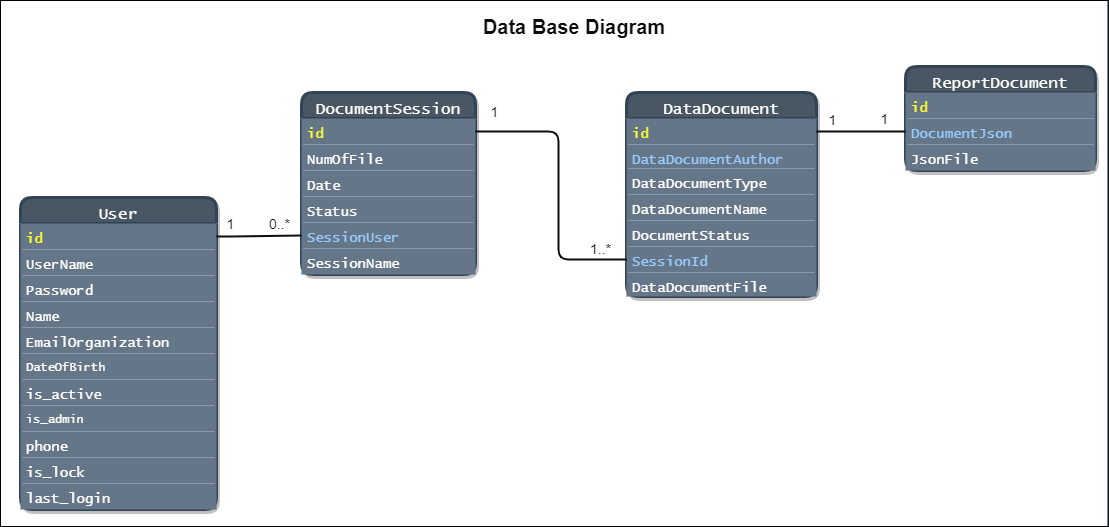 Data Base Diagram
User
id
UserName
Password
Name
EmailOrganization
DateOfBirth
is_active
is_admin
phone
is_lock
last_login
1
0..*
DocumentSession
id
NumOfFile
Date
Status
SessionUser
SessionName
1
1..*
DataDocument
id
DataDocumentAuthor
DataDocumentType
DataDocumentName
DocumentStatus
SessionId
DataDocumentFile
1
1
ReportDocument
id
DocumentJson
JsonFile